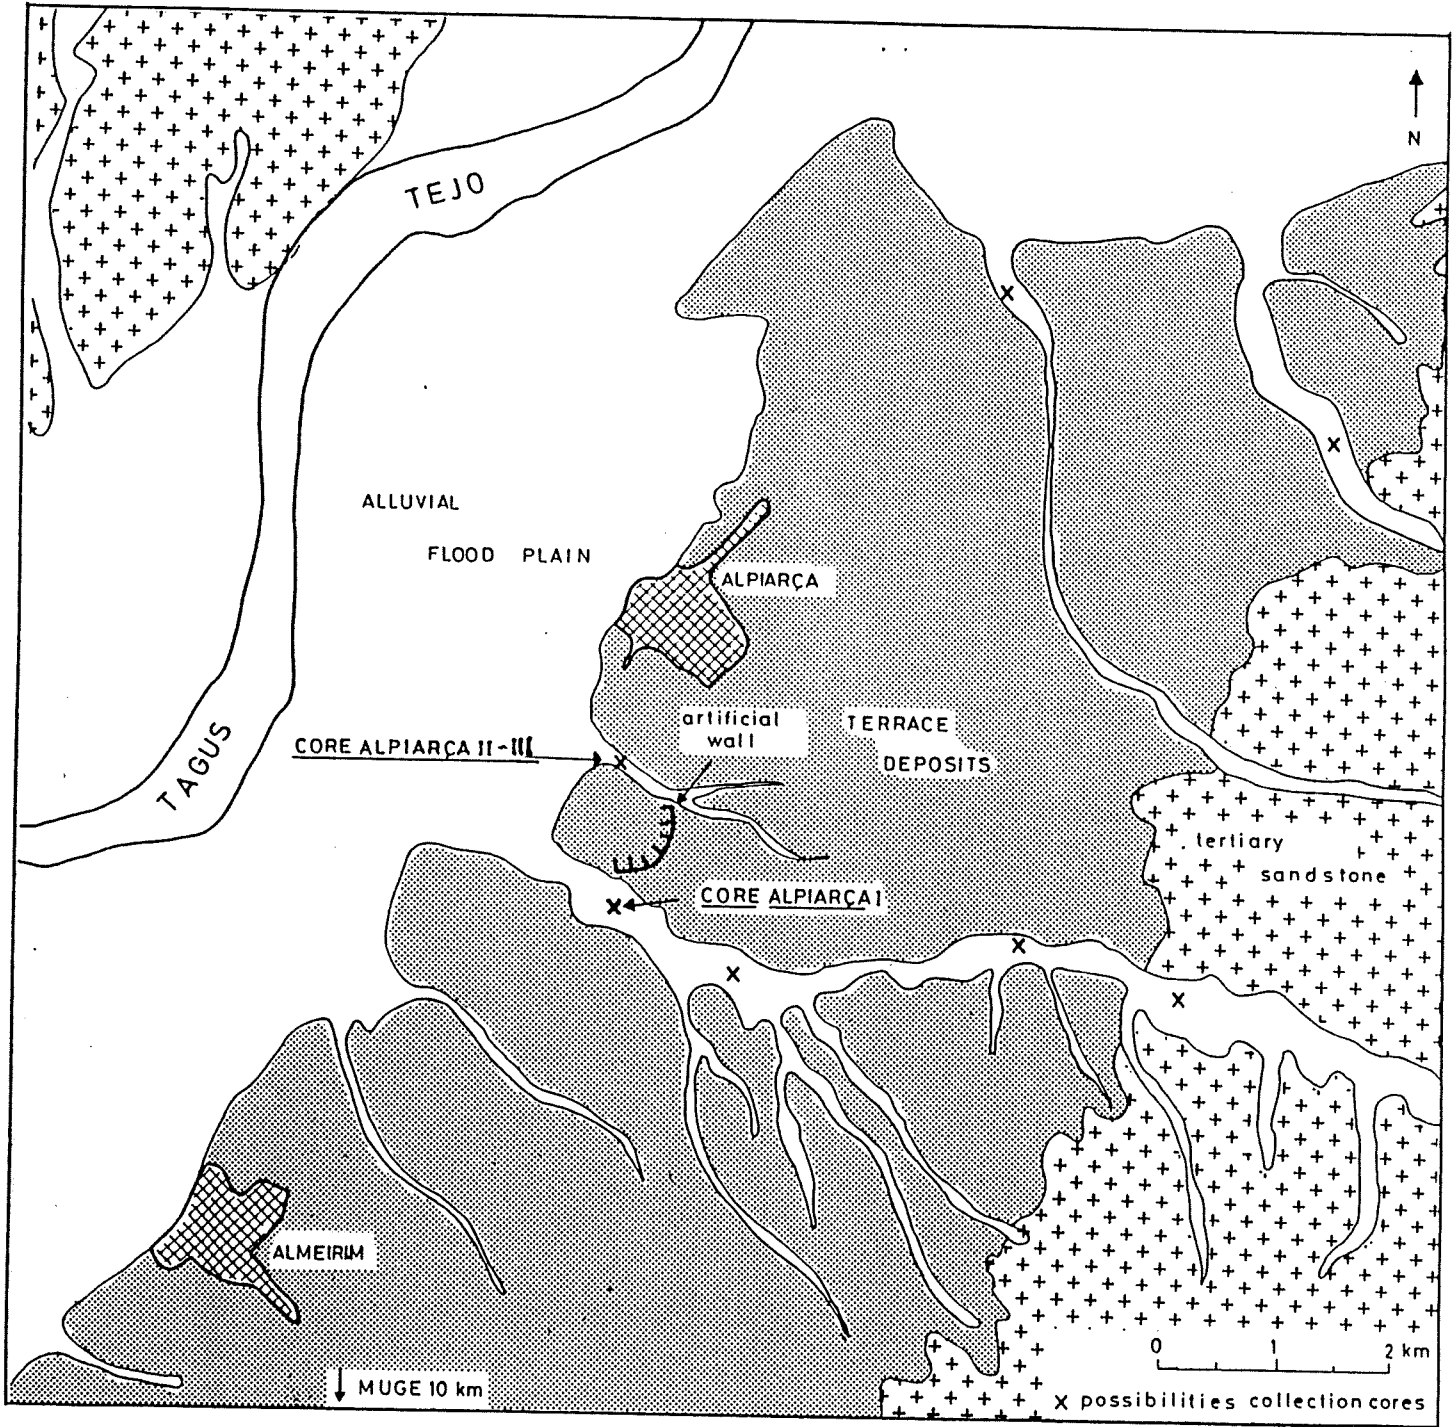 N
TEJO
ALLUVIAL
FLOOD PLAIN
ALPIARÇA
artificial
wall
TERRACE
DEPOSITS
CORE ALPIARÇA II-III
TAGUS
tertiary
sandstone
CORE ALPIARÇA I
ALMEIRIM
0 1 2 km
MUGE 10 km
x possibilities collection cores